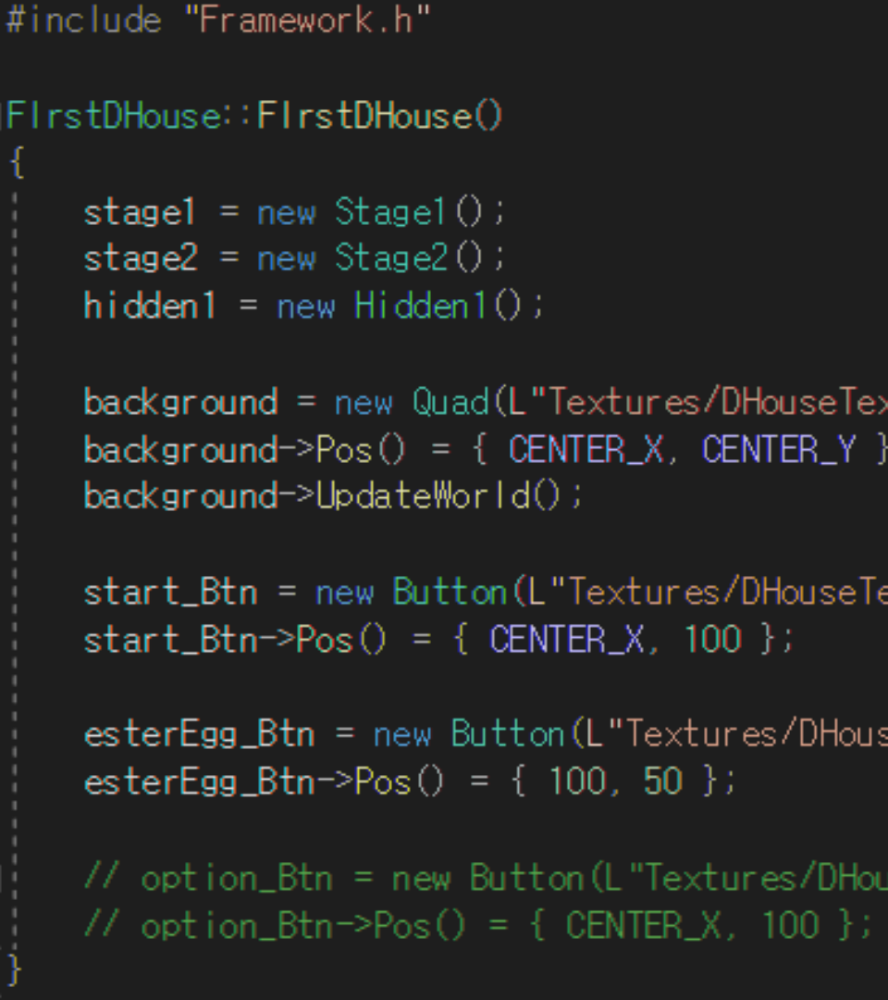 #include "Framework.h"
FIrstDHouse::FIrstDHouse()
{
stage1 = new Stage1();
stage2 = new Stage2();
hidden1 = new Hidden1();
background = new Quad(L"Textures/DHouseTex
background->Pos() = { CENTER_X, CENTER_Y }
background->UpdateWorld();
start_Btn = new Button(L"Textures/DHouseTe
start_Btn->Pos() = { CENTER_X, 100 };
esterEgg_Btn = new Button(L"Textures/DHous
esterEgg_Btn->Pos() = { 100, 50 };
// option_Btn = new Button(L"Textures/DHou
// option_Btn->Pos() = { CENTER_X, 100 };
}